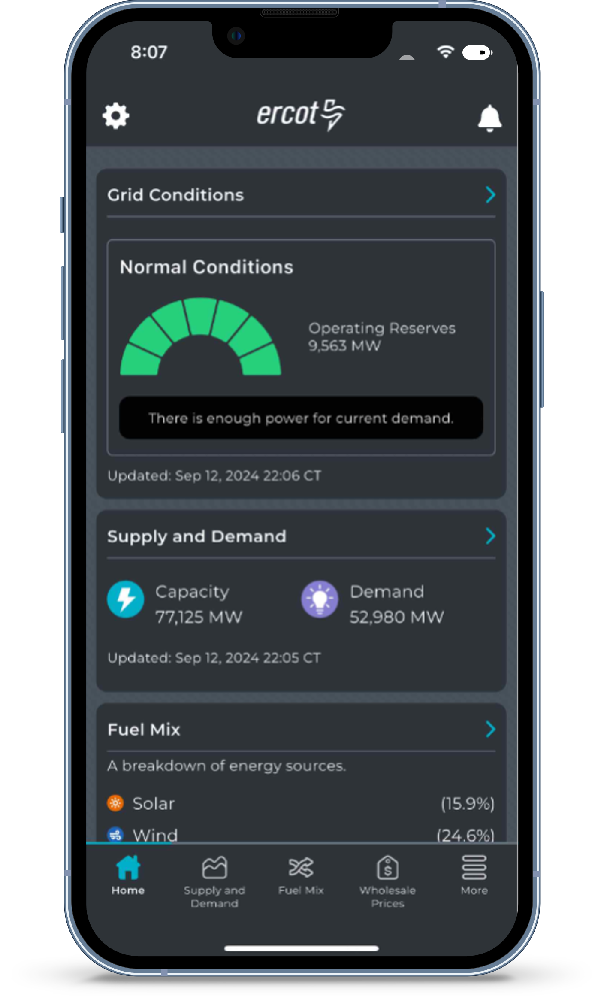 8:07
ercot
Grid Conditions
Normal Conditions
Operating Reserves
9,563 MW
There is enough power for current demand.
Updated: Sep 12, 2024 22:06 CT
Supply and Demand
Capacity
77,125 MW
Demand
52,980 MW
Updated: Sep 12, 2024 22:05 CT
Fuel Mix
A breakdown of energy sources.
Solar (15.9%)
Wind (24.6%)
Home
Supply and
Demand
Fuel Mix
$
Wholesale
Prices
More